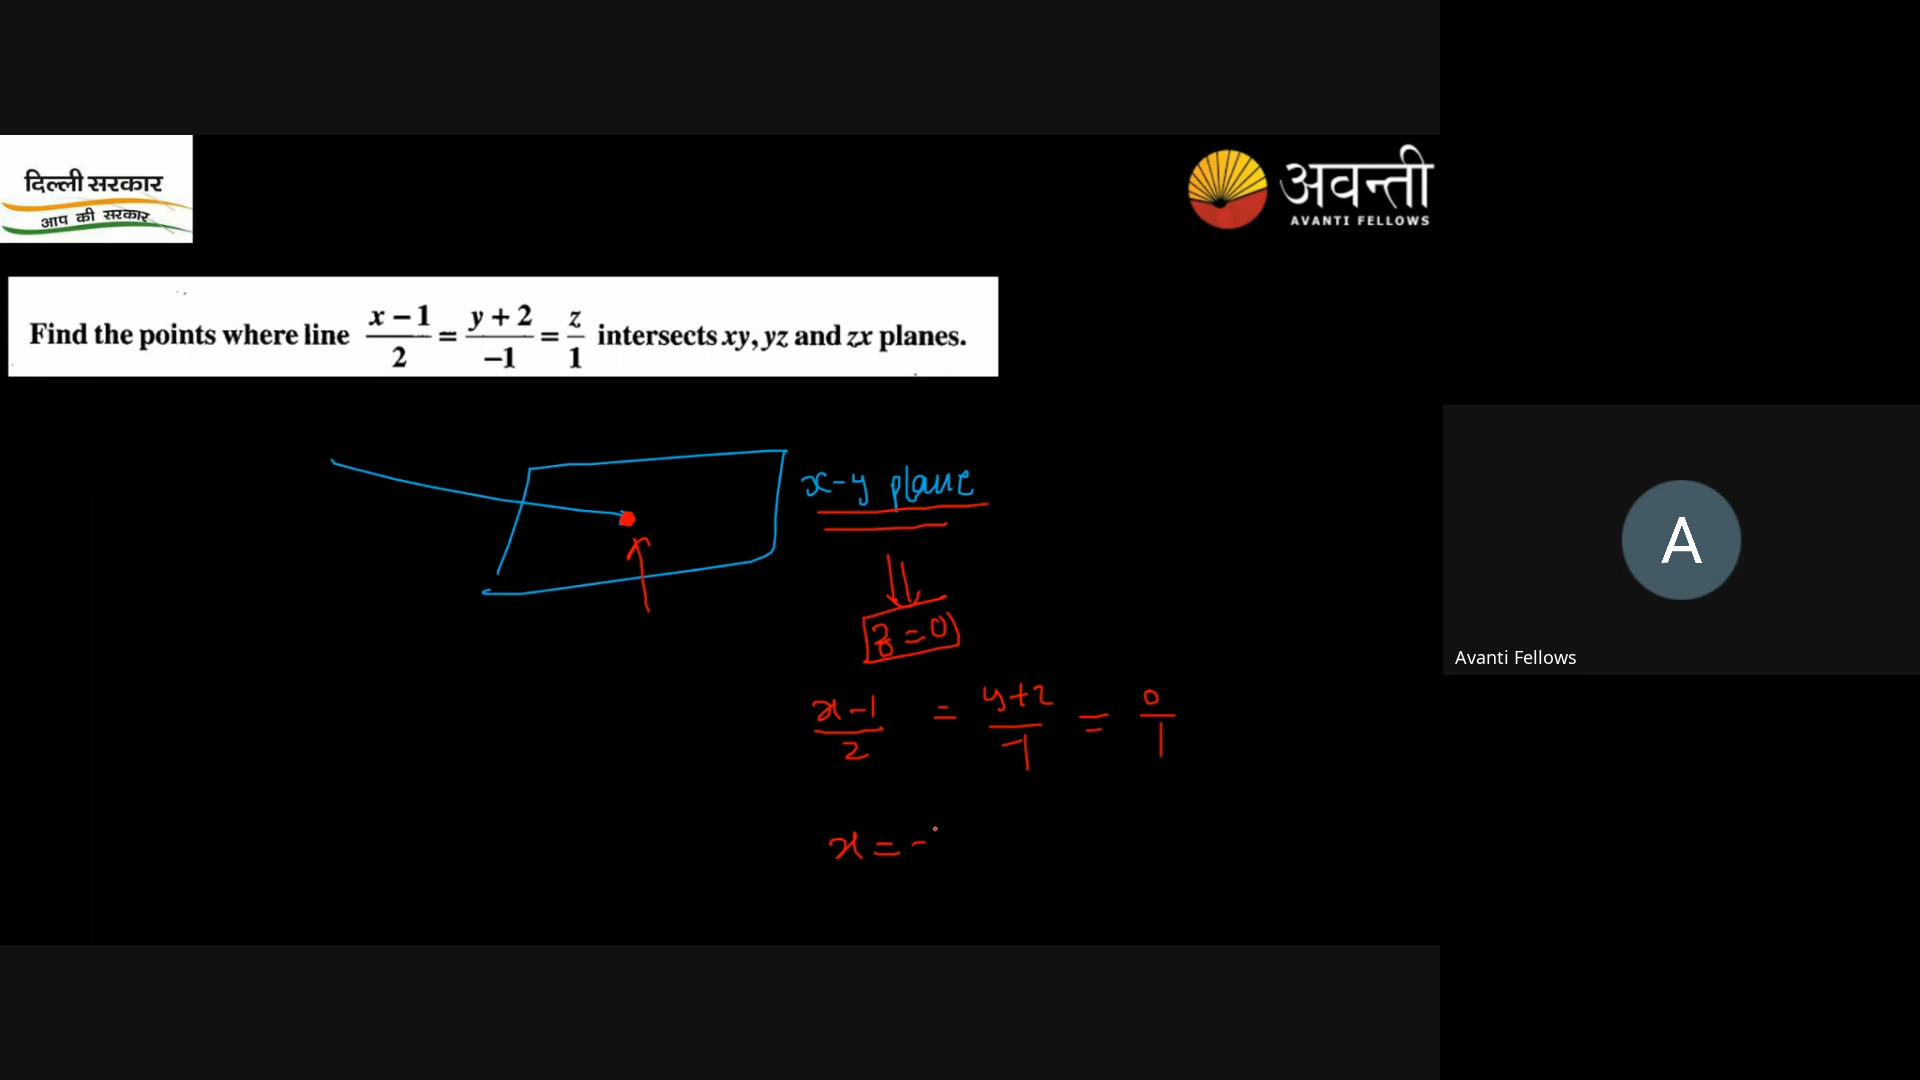 दिल्ली सरकार
आप की सरकार
अवन्ती
AVANTI FELLOWS
Find the points where line x − 1 / 2 = y + 2 / −1 = z / 1 intersects xy, yz and zx planes.
x-y plane
z=0
x-1 / 2 = y+2 / -1 = 0 / 1
x = -
A
Avanti Fellows